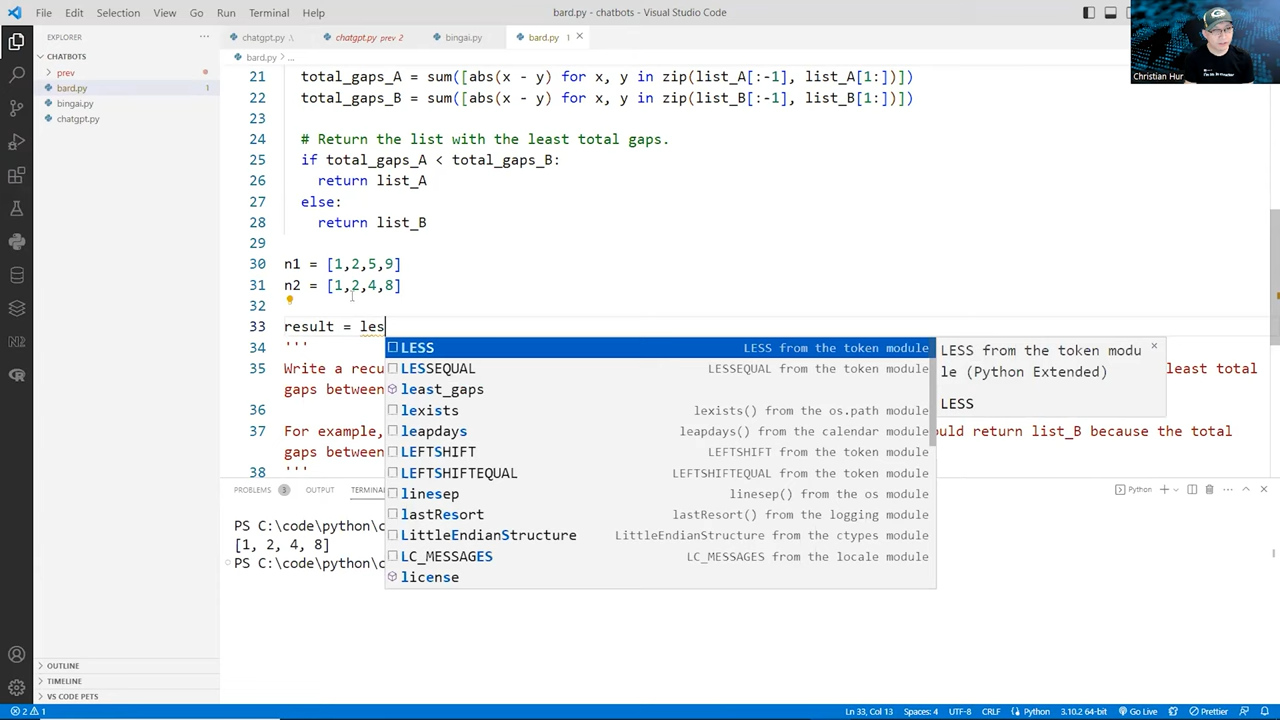 File Edit Selection View Go Run Terminal Help
bard.py - chatbots - Visual Studio Code
EXPLORER ···
CHATBOTS
prev
bard.py 1
bingai.py
chatgpt.py
chatgpt.py .\
chatgpt.py prev 2
bingai.py
bard.py 1 ×
bard.py > ...
21 total_gaps_A = sum([abs(x - y) for x, y in zip(list_A[:-1], list_A[1:])])
22 total_gaps_B = sum([abs(x - y) for x, y in zip(list_B[:-1], list_B[1:])])
23
24 # Return the list with the least total gaps.
25 if total_gaps_A < total_gaps_B:
26 return list_A
27 else:
28 return list_B
29
30 n1 = [1,2,5,9]
31 n2 = [1,2,4,8]
32
33 result = les
34 '''
35 Write a recu
least total
gaps between
36
37 For example,
uld return list_B because the total
gaps between
38 '''
LESS LESS from the token module
LESSEQUAL LESSEQUAL from the token module
least_gaps
lexists lexists() from the os.path module
leapdays leapdays() from the calendar module
LEFTSHIFT LEFTSHIFT from the token module
LEFTSHIFTEQUAL LEFTSHIFTEQUAL from the token module
linesep linesep() from the os module
lastResort lastResort() from the logging module
LittleEndianStructure LittleEndianStructure from the ctypes module
LC_MESSAGES LC_MESSAGES from the locale module
license
LESS from the token modu
le (Python Extended)
LESS
PROBLEMS 3 OUTPUT TERMINAL
Python
PS C:\code\python\c
[1, 2, 4, 8]
PS C:\code\python\c
OUTLINE
TIMELINE
VS CODE PETS
2 1
Ln 33, Col 13 Spaces: 4 UTF-8 CRLF Python 3.10.2 64-bit Go Live Prettier
Christian Hur